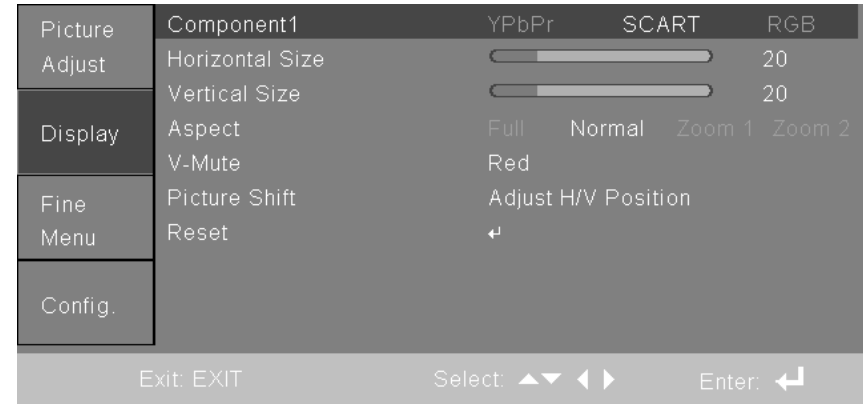 Picture
Adjust
Display
Fine
Menu
Config.
Component1 YPbPr SCART RGB
Horizontal Size 20
Vertical Size 20
Aspect Full Normal Zoom 1 Zoom 2
V-Mute Red
Picture Shift Adjust H/V Position
Reset ↵
Exit: EXIT Select: ▲▼ ◀ ▶ Enter: ↵